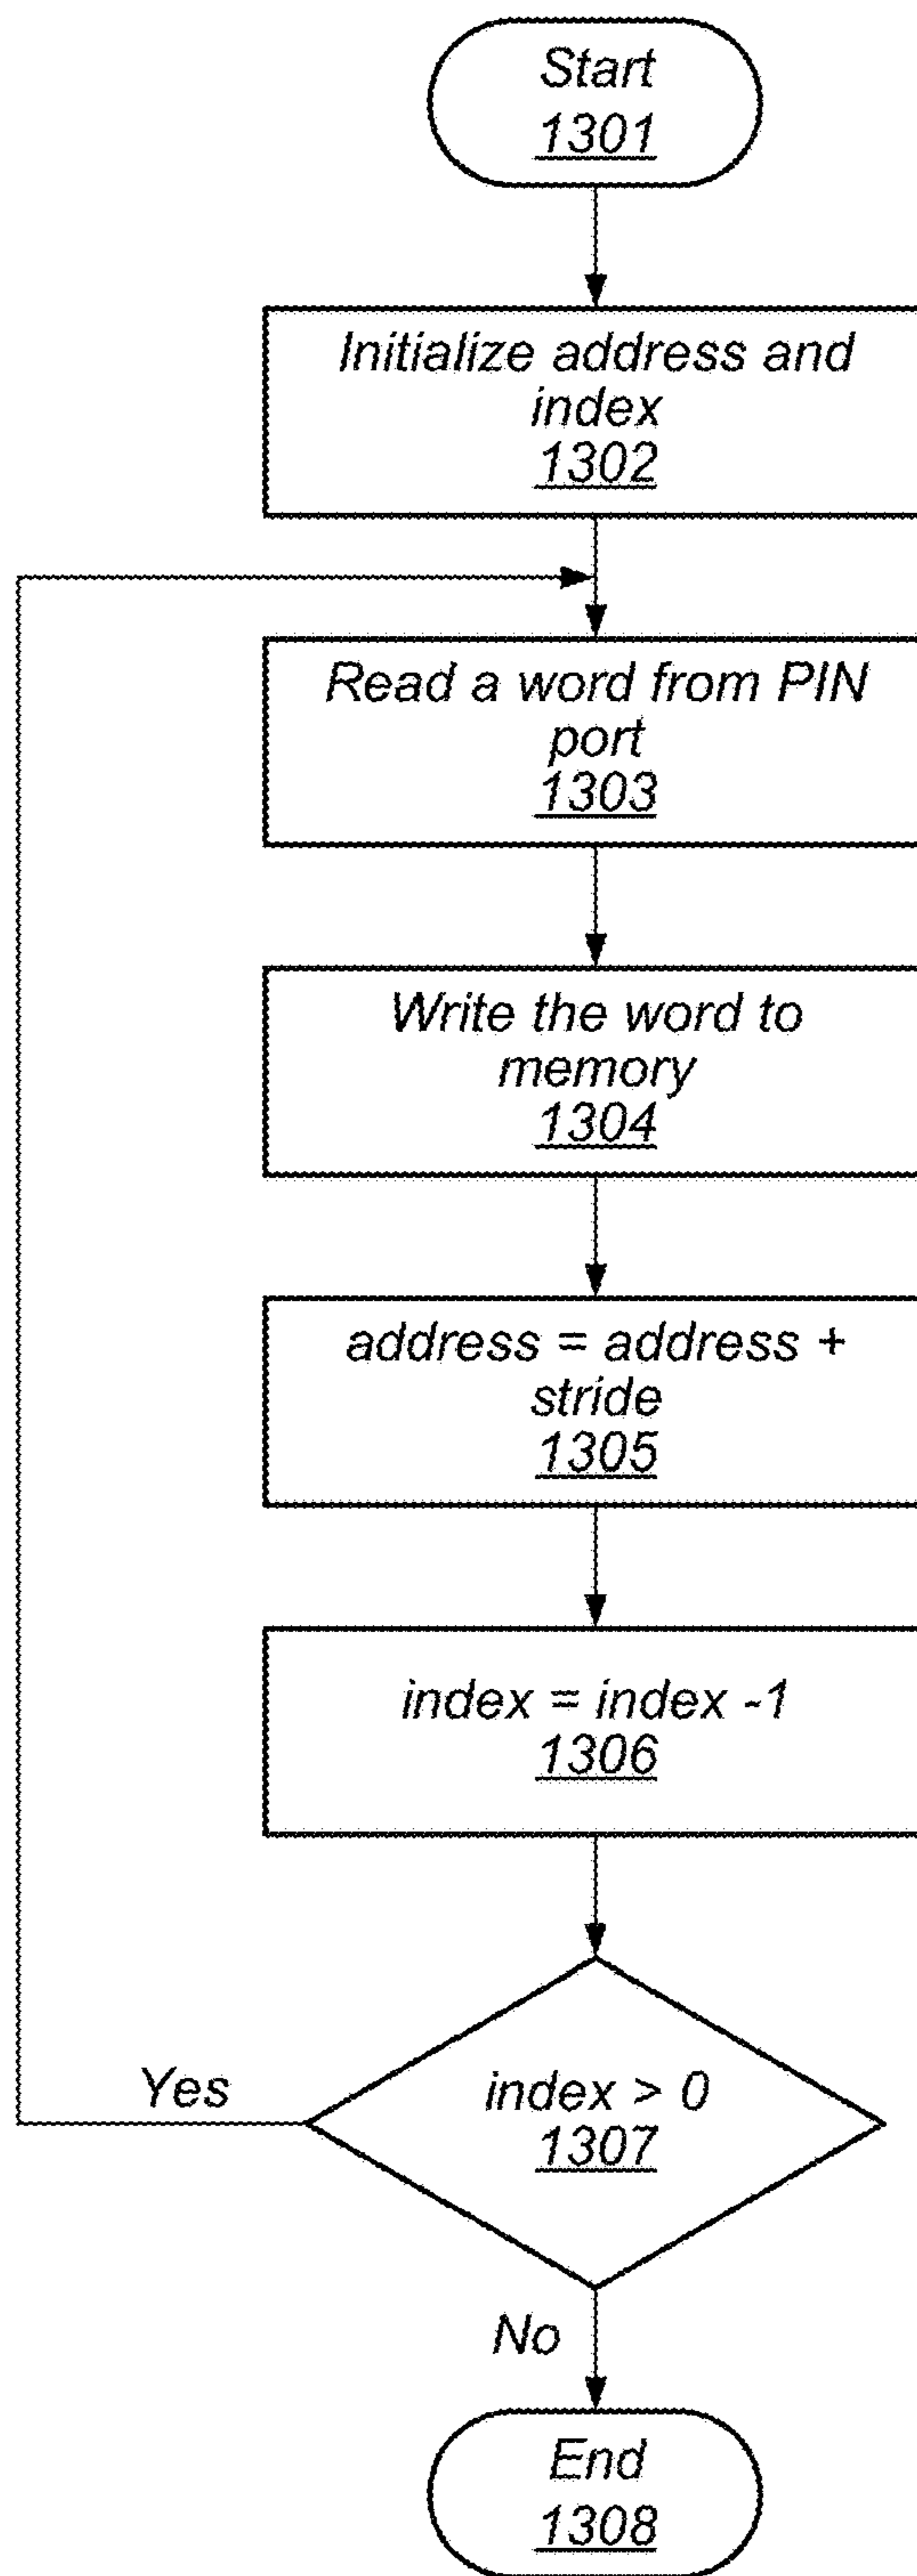 Start
1301
Initialize address and
index
1302
Read a word from PIN
port
1303
Write the word to
memory
1304
address = address +
stride
1305
index = index -1
1306
index > 0
1307
Yes
No
End
1308